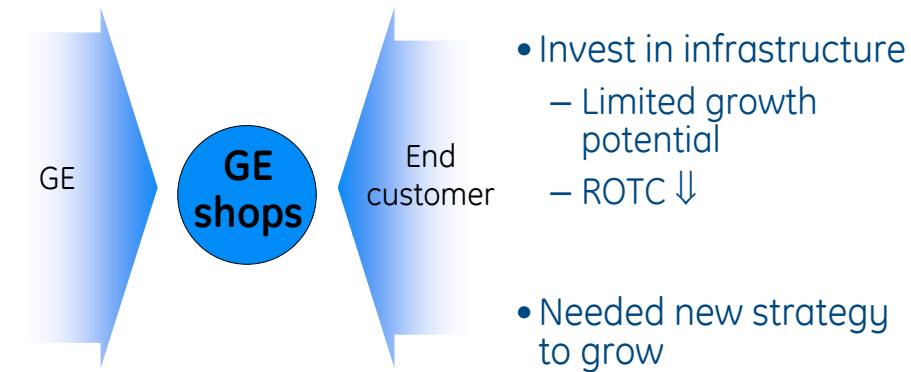 GE
GE
shops
End
customer
• Invest in infrastructure
– Limited growth
potential
– ROTC ⇓
• Needed new strategy
to grow